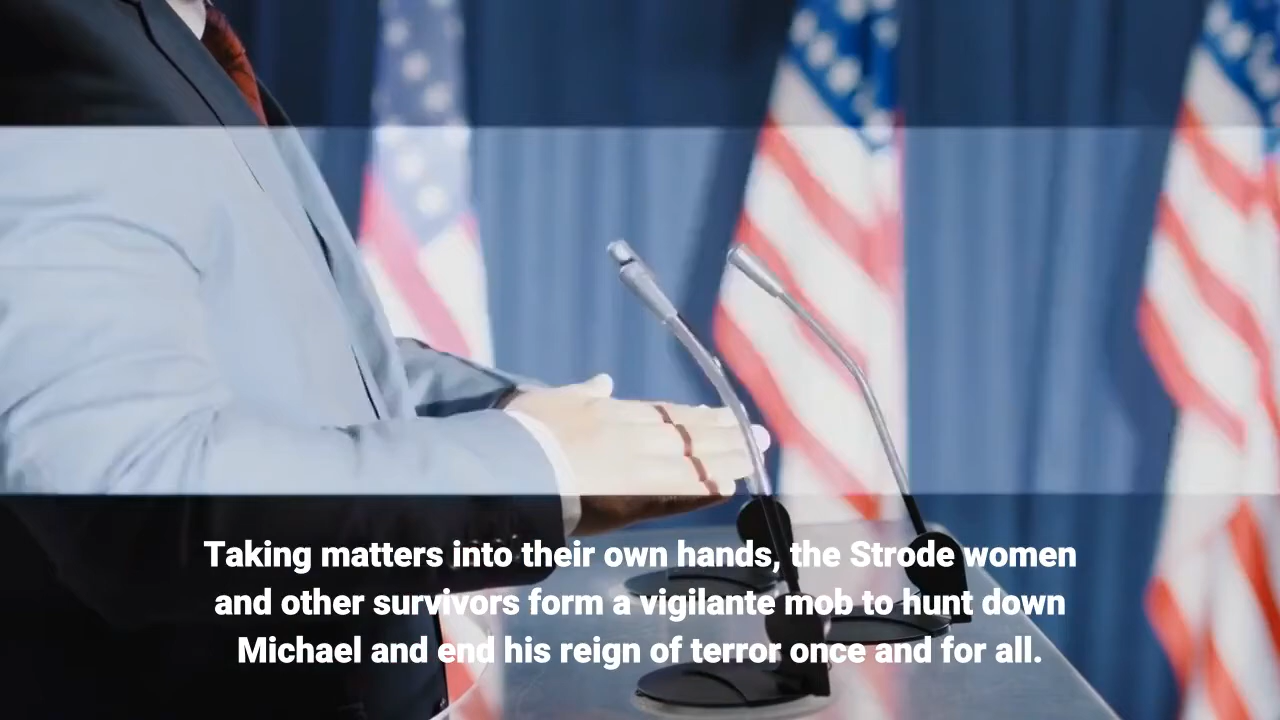 Taking matters into their own hands, the Strode women
and other survivors form a vigilante mob to hunt down
Michael and end his reign of terror once and for all.